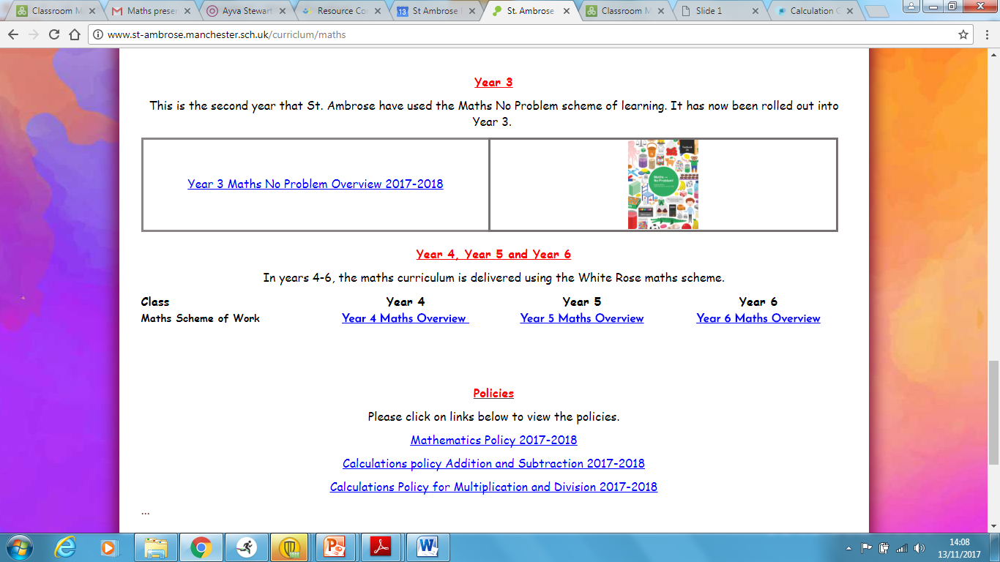 Classroom M
Maths prese
Ayva Stewart
Resource Co
St Ambrose
St. Ambrose
Classroom M
Slide 1
Calculation
www.st-ambrose.manchester.sch.uk/curriclum/maths
Year 3
This is the second year that St. Ambrose have used the Maths No Problem scheme of learning. It has now been rolled out into
Year 3.
Year 3 Maths No Problem Overview 2017-2018
Maths —
No Problem!
Year 4, Year 5 and Year 6
In years 4-6, the maths curriculum is delivered using the White Rose maths scheme.
Class Year 4 Year 5 Year 6
Maths Scheme of Work Year 4 Maths Overview Year 5 Maths Overview Year 6 Maths Overview
Policies
Please click on links below to view the policies.
Mathematics Policy 2017-2018
Calculations policy Addition and Subtraction 2017-2018
Calculations Policy for Multiplication and Division 2017-2018
...
14:08
13/11/2017